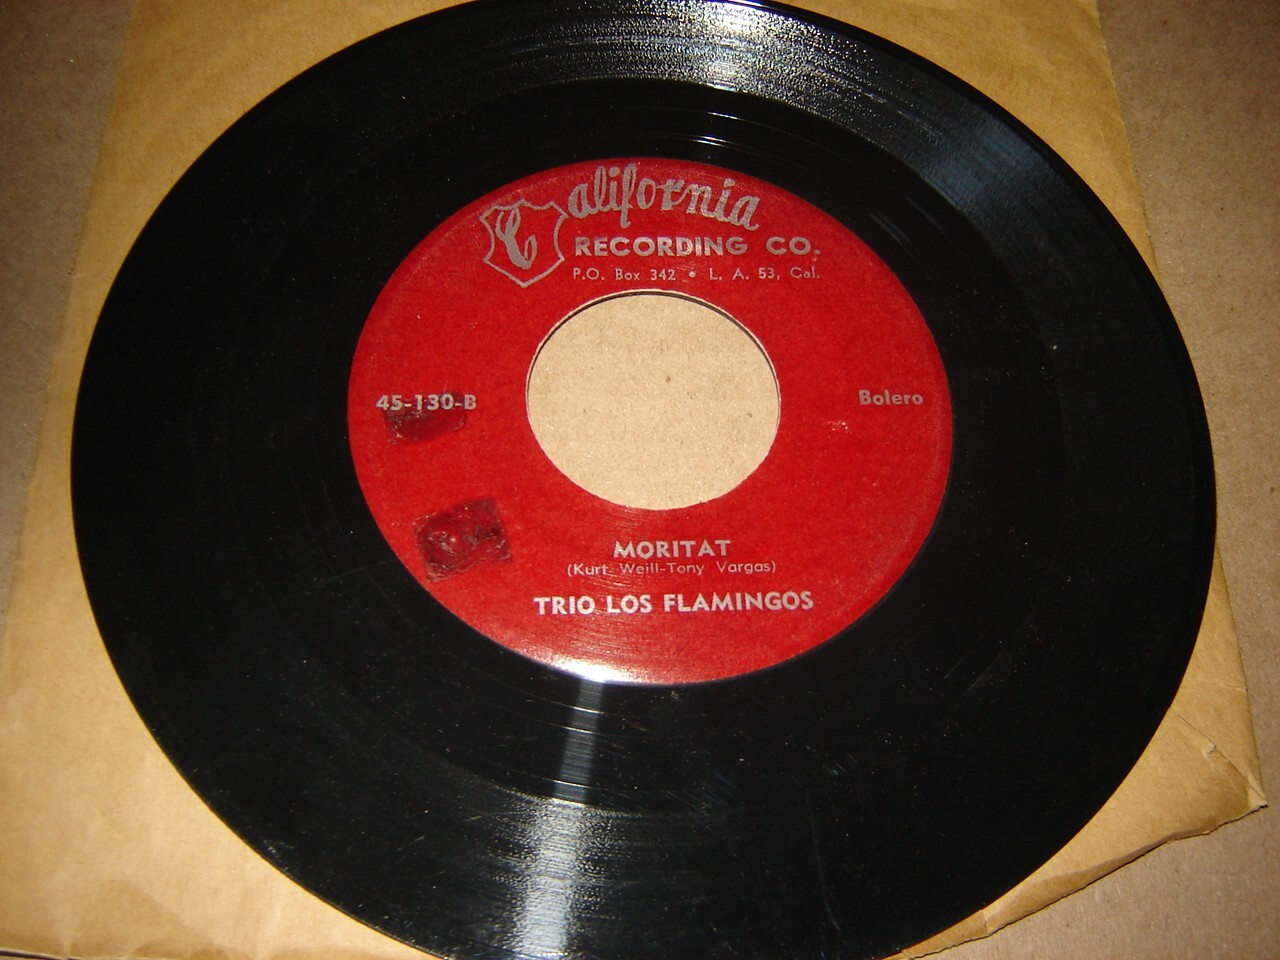 California
RECORDING CO.
P.O. Box 342 • L. A. 53, Cal.
45-130-B
Bolero
MORITAT
(Kurt Weill-Tony Vargas)
TRIO LOS FLAMINGOS